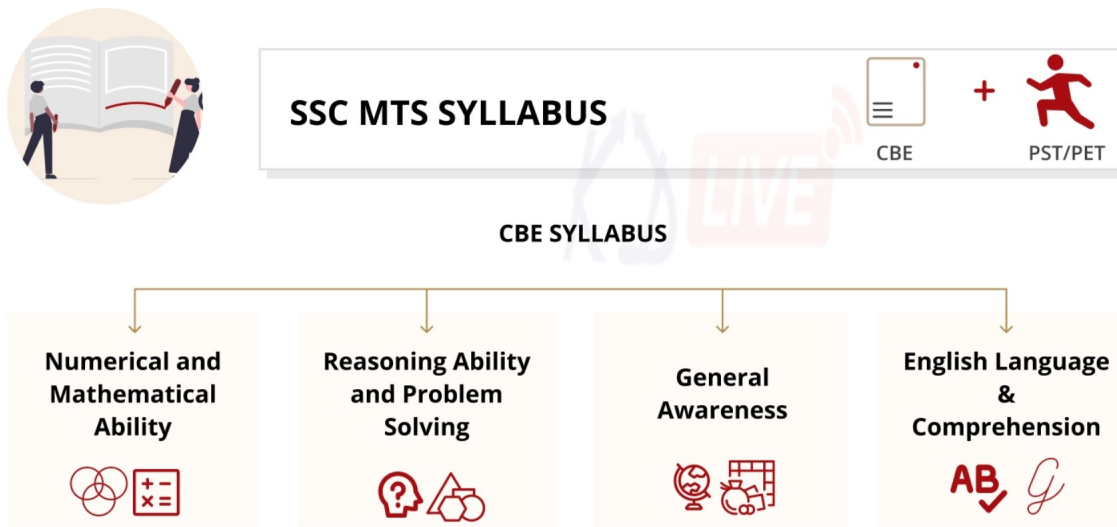 SSC MTS SYLLABUS
CBE
+
PST/PET
LIVE
CBE SYLLABUS
Numerical and
Mathematical
Ability
Reasoning Ability
and Problem
Solving
General
Awareness
English Language
&
Comprehension
+ −
× =
?
AB
G